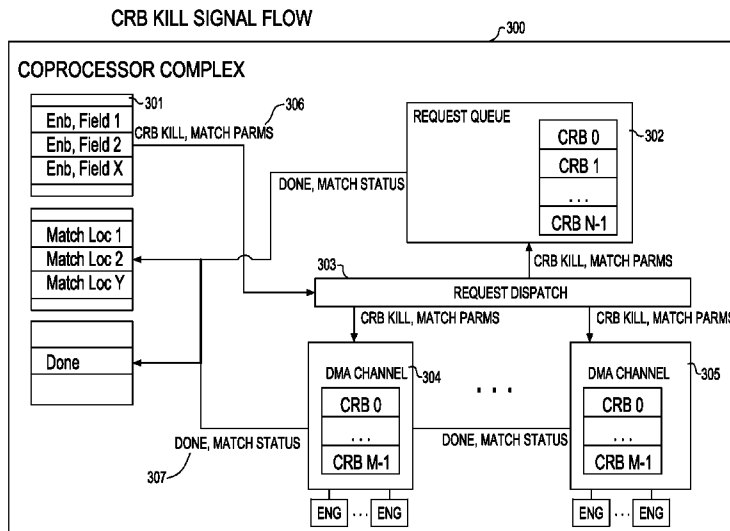 CRB KILL SIGNAL FLOW
300
COPROCESSOR COMPLEX
301
Enb, Field 1
Enb, Field 2
Enb, Field X
306
CRB KILL, MATCH PARMS
REQUEST QUEUE
302
CRB 0
CRB 1
...
CRB N-1
DONE, MATCH STATUS
Match Loc 1
Match Loc 2
Match Loc Y
303
CRB KILL, MATCH PARMS
REQUEST DISPATCH
CRB KILL, MATCH PARMS
CRB KILL, MATCH PARMS
Done
DMA CHANNEL
304
CRB 0
...
CRB M-1
...
DMA CHANNEL
305
CRB 0
...
CRB M-1
DONE, MATCH STATUS
307
DONE, MATCH STATUS
ENG ... ENG
ENG ... ENG